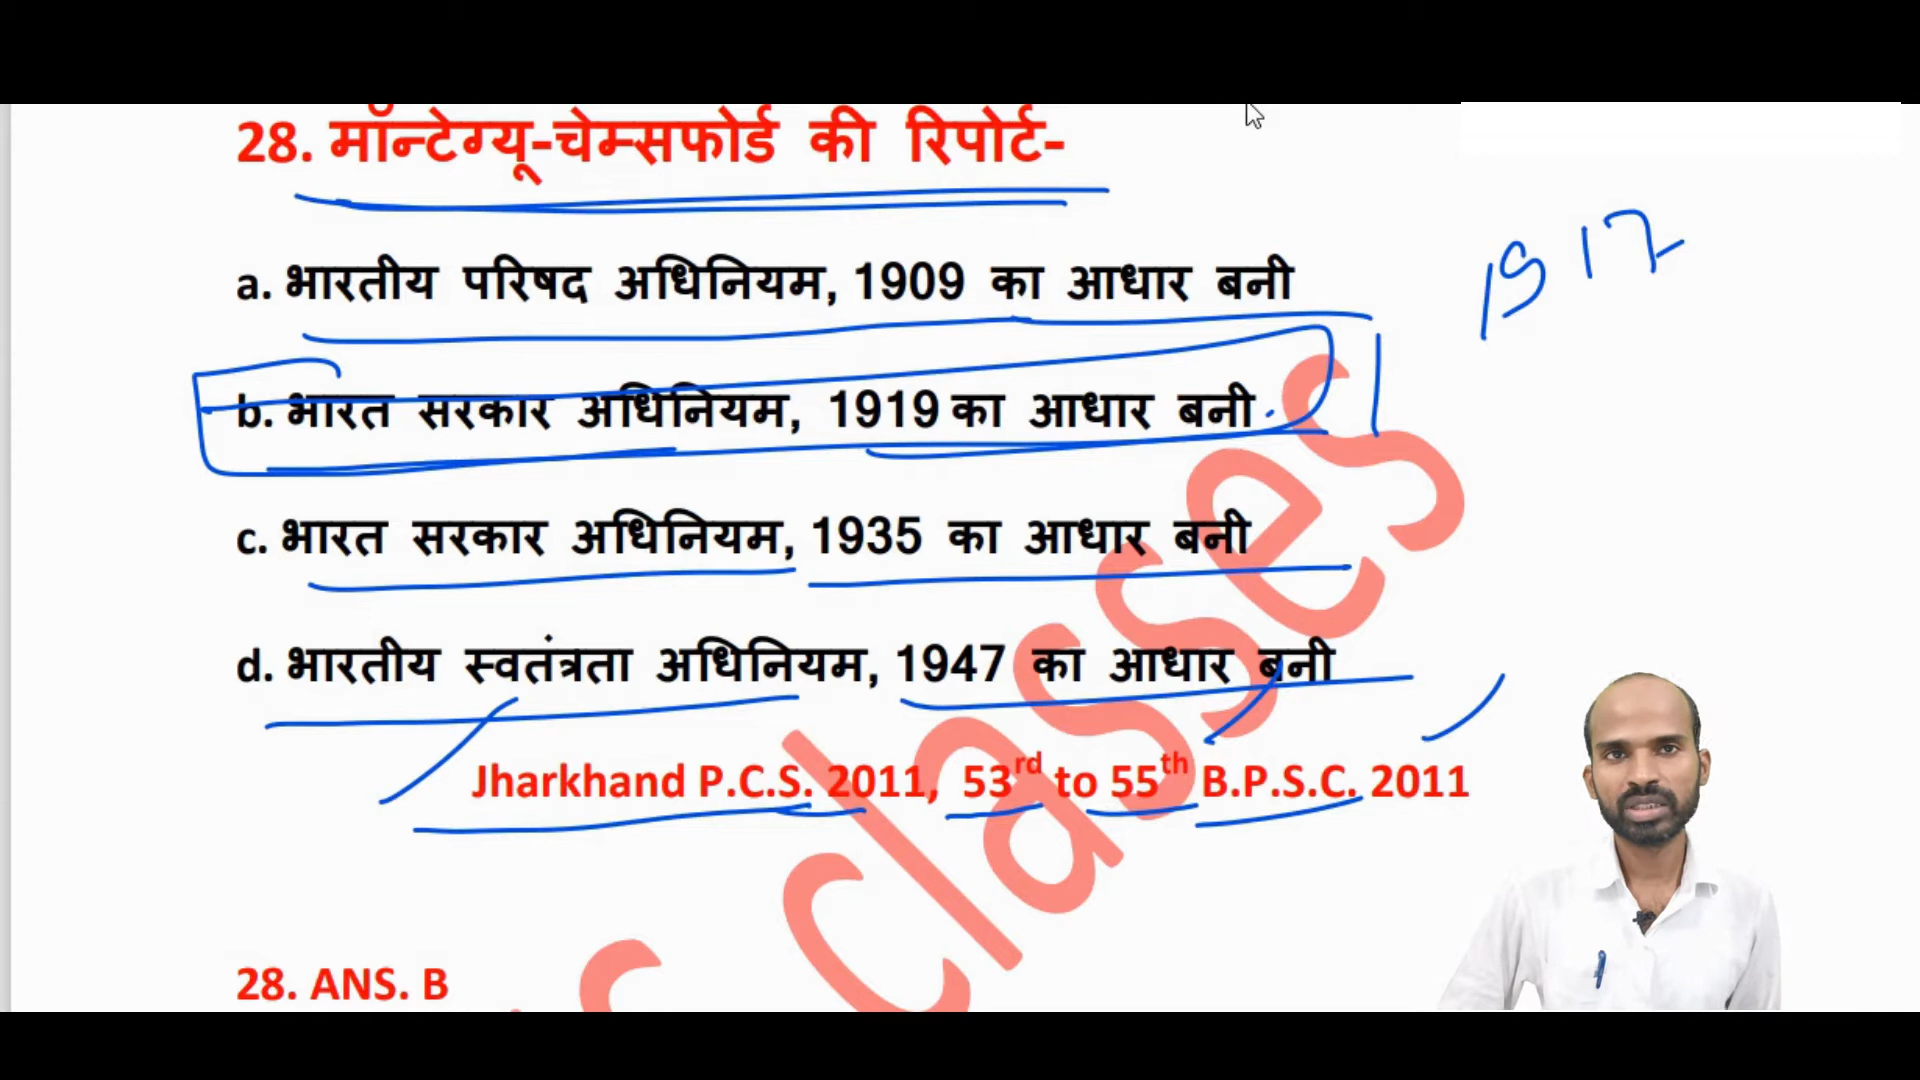 28. मॉन्टेग्यू-चेम्सफोर्ड की रिपोर्ट-
1917
a. भारतीय परिषद अधिनियम, 1909 का आधार बनी
b. भारत सरकार अधिनियम, 1919 का आधार बनी
c. भारत सरकार अधिनियम, 1935 का आधार बनी
d. भारतीय स्वतंत्रता अधिनियम, 1947 का आधार बनी
Jharkhand P.C.S. 2011, 53rd to 55th B.P.S.C. 2011
28. ANS. B
classes